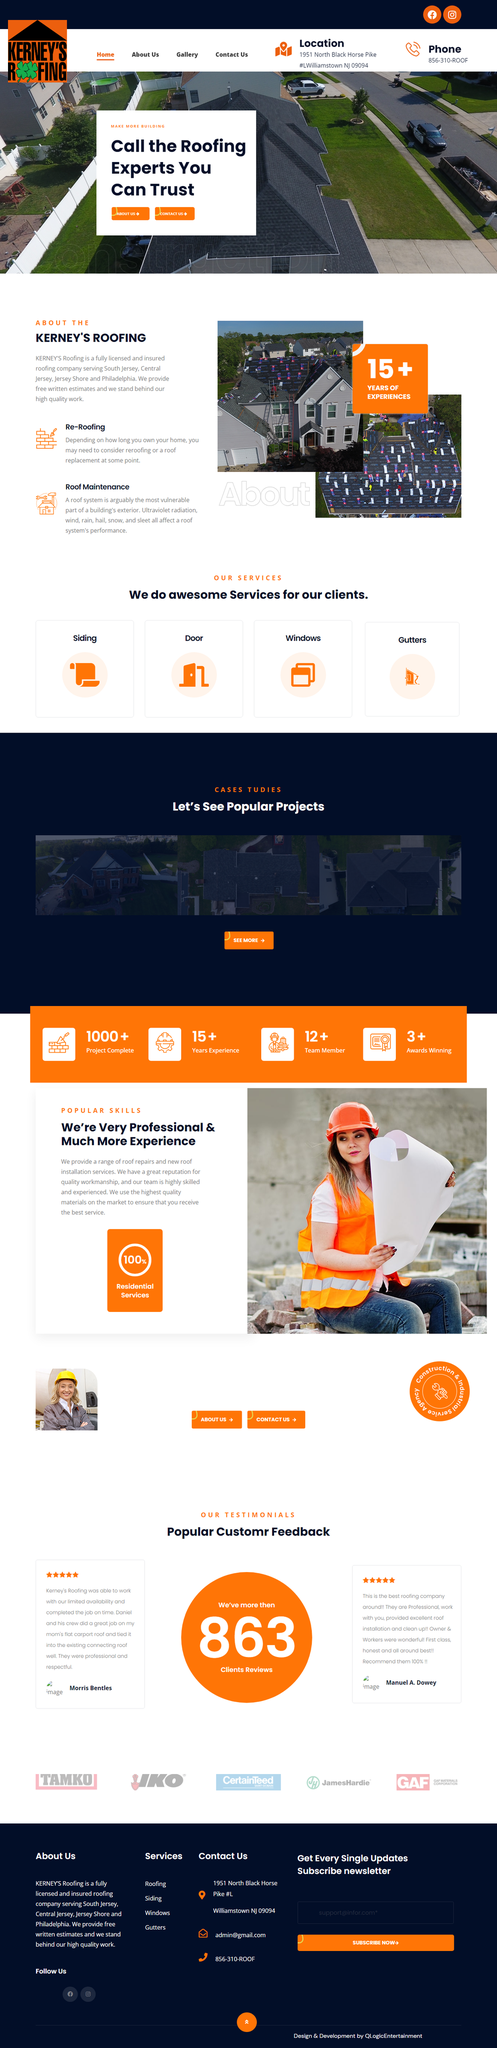 KERNEY'S
ROOFING
Home
About Us
Gallery
Contact Us
Location
1951 North Black Horse Pike
#LWilliamstown NJ 09094
Phone
856-310-ROOF
MAKE MORE BUILDING
Call the Roofing
Experts You
Can Trust
ABOUT US
CONTACT US
ABOUT THE
KERNEY'S ROOFING
KERNEY'S Roofing is a fully licensed and insured
roofing company serving South Jersey, Central
Jersey, Jersey Shore and Philadelphia. We provide
free written estimates and we stand behind our
high quality work.
Re-Roofing
Depending on how long you own your home, you
may need to consider reroofing or a roof
replacement at some point.
Roof Maintenance
A roof system is arguably the most vulnerable
part of a building's exterior. Ultraviolet radiation,
wind, rain, hail, snow, and sleet all affect a roof
system's performance.
15+
YEARS OF
EXPERIENCES
About
OUR SERVICES
We do awesome Services for our clients.
Siding
Door
Windows
Gutters
CASES TUDIES
Let's See Popular Projects
SEE MORE
1000+
Project Complete
15+
Years Experience
12+
Team Member
3+
Awards Winning
POPULAR SKILLS
We're Very Professional &
Much More Experience
We provide a range of roof repairs and new roof
installation services. We have a great reputation for
quality workmanship, and our team is highly skilled
and experienced. We use the highest quality
materials on the market to ensure that you receive
the best service.
100%
Residential
Services
ABOUT US
CONTACT US
Construction & Industrial Service Agency
OUR TESTIMONIALS
Popular Customr Feedback
Kerney's Roofing was able to work
with our limited availability and
completed the job on time. Daniel
and his crew did a great job on my
mom's flat carport roof and tied it
into the existing connecting roof
well. They were professional and
respectful
Image
Morris Bentles
We've more then
863
Clients Reviews
This is the best roofing company
around!! They are Professional, work
with you, provided excellent roof
installation and clean up!! Owner &
Workers were wonderful! First class,
honest and all around best!!
Recommend them 100% !!
Image
Manuel A. Dowey
TAMKO
IKO
CertainTeed
JamesHardie
GAF
GAF MATERIALS
CORPORATION
About Us
KERNEY'S Roofing is a fully
licensed and insured roofing
company serving South Jersey,
Central Jersey, Jersey Shore and
Philadelphia. We provide free
written estimates and we stand
behind our high quality work.
Follow Us
Services
Roofing
Siding
Windows
Gutters
Contact Us
1951 North Black Horse
Pike #L
Williamstown NJ 09094
admin@gmail.com
856-310-ROOF
Get Every Single Updates
Subscribe newsletter
SUBSCRIBE NOW
Design & Development by QLogicEntertainment